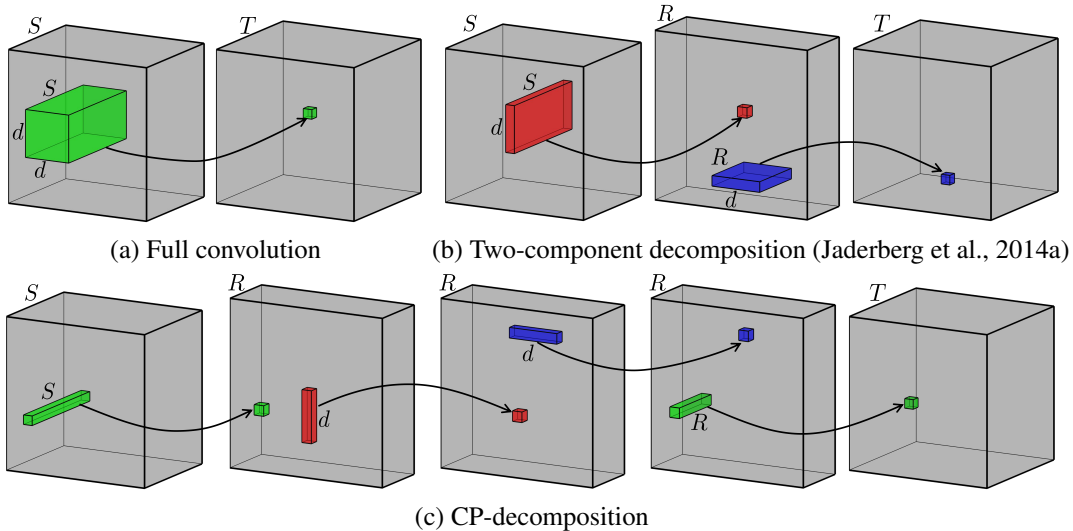 S T S R T
S d d
S d R d
(a) Full convolution (b) Two-component decomposition (Jaderberg et al., 2014a)
S R R R T
S d d R
(c) CP-decomposition